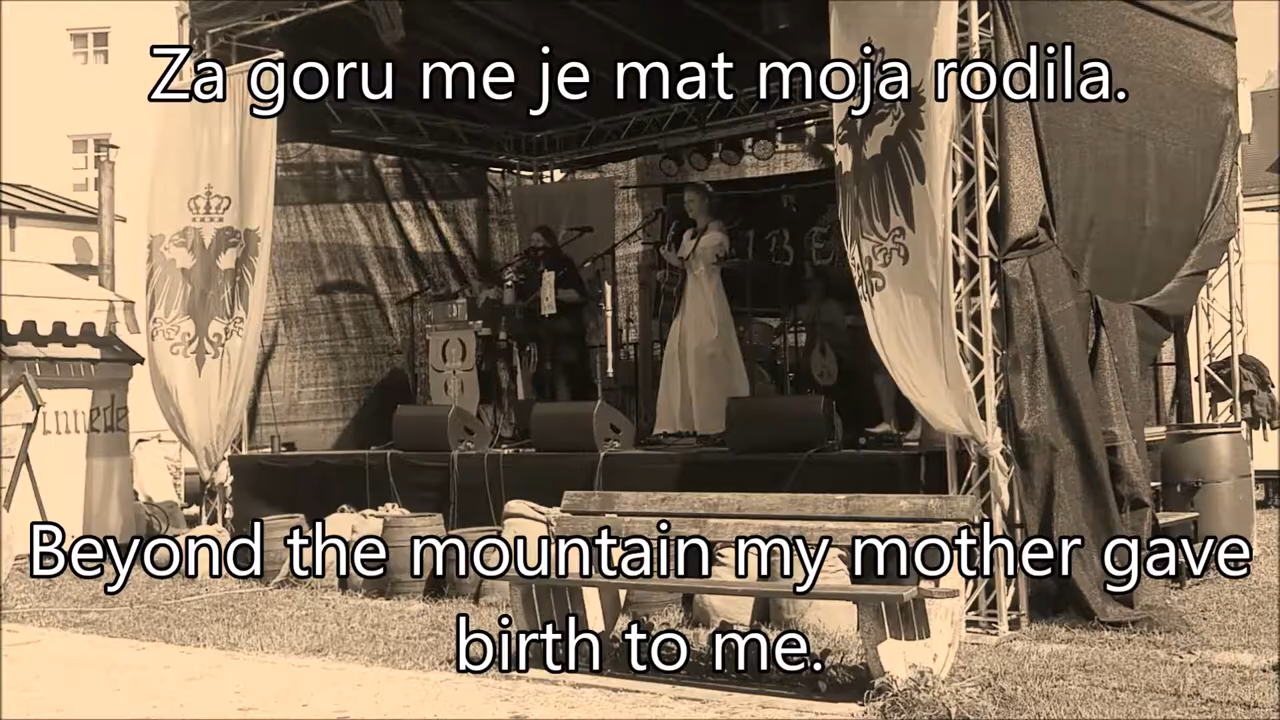 Za goru me je mat moja rodila.
Beyond the mountain my mother gave
birth to me.